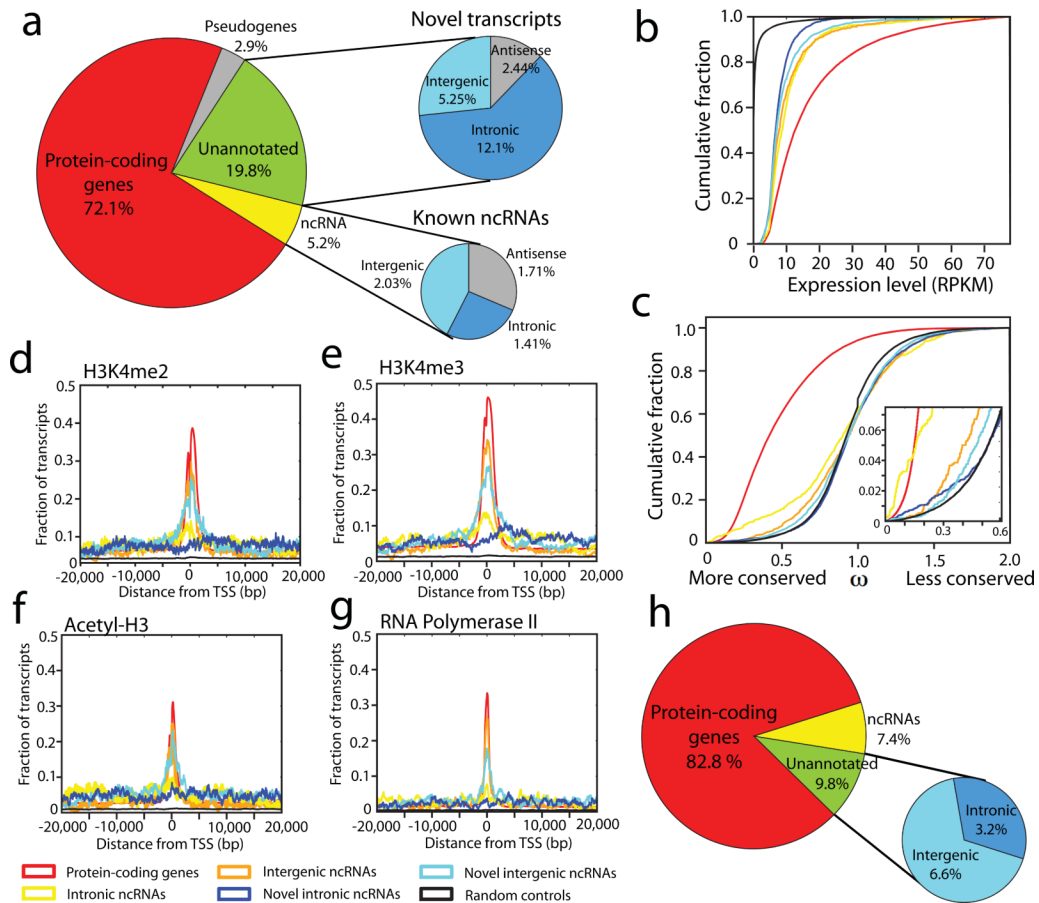 a
Pseudogenes
2.9%
Protein-coding
genes
72.1%
Unannotated
19.8%
ncRNA
5.2%
Novel transcripts
Antisense
2.44%
Intergenic
5.25%
Intronic
12.1%
Known ncRNAs
Antisense
1.71%
Intergenic
2.03%
Intronic
1.41%
b
Cumulative fraction
1.0
0.8
0.6
0.4
0.2
0
0 10 20 30 40 50 60 70
Expression level (RPKM)
c
Cumulative fraction
1.0
0.8
0.6
0.4
0.2
0
0 0.5 1.0 1.5 2.0
More conserved ω Less conserved
0.06
0.04
0.02
0
0 0.2 0.4 0.6
d
H3K4me2
Fraction of transcripts
0.5
0.4
0.3
0.2
0.1
0
-20,000 -10,000 0 10,000 20,000
Distance from TSS (bp)
e
H3K4me3
Fraction of transcripts
0.5
0.4
0.3
0.2
0.1
0
-20,000 -10,000 0 10,000 20,000
Distance from TSS (bp)
f
Acetyl-H3
Fraction of transcripts
0.5
0.4
0.3
0.2
0.1
0
-20,000 -10,000 0 10,000 20,000
Distance from TSS (bp)
g
RNA Polymerase II
Fraction of transcripts
0.5
0.4
0.3
0.2
0.1
0
-20,000 -10,000 0 10,000 20,000
Distance from TSS (bp)
h
Protein-coding
genes
82.8 %
ncRNAs
7.4%
Unannotated
9.8%
Intronic
3.2%
Intergenic
6.6%
Protein-coding genes
Intergenic ncRNAs
Novel intergenic ncRNAs
Intronic ncRNAs
Novel intronic ncRNAs
Random controls